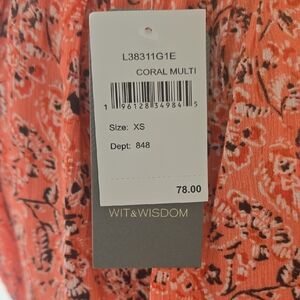 L38311G1E
CORAL MULTI
1 96128 34984 5
Size: XS
Dept: 848
78.00
WIT&WISDOM